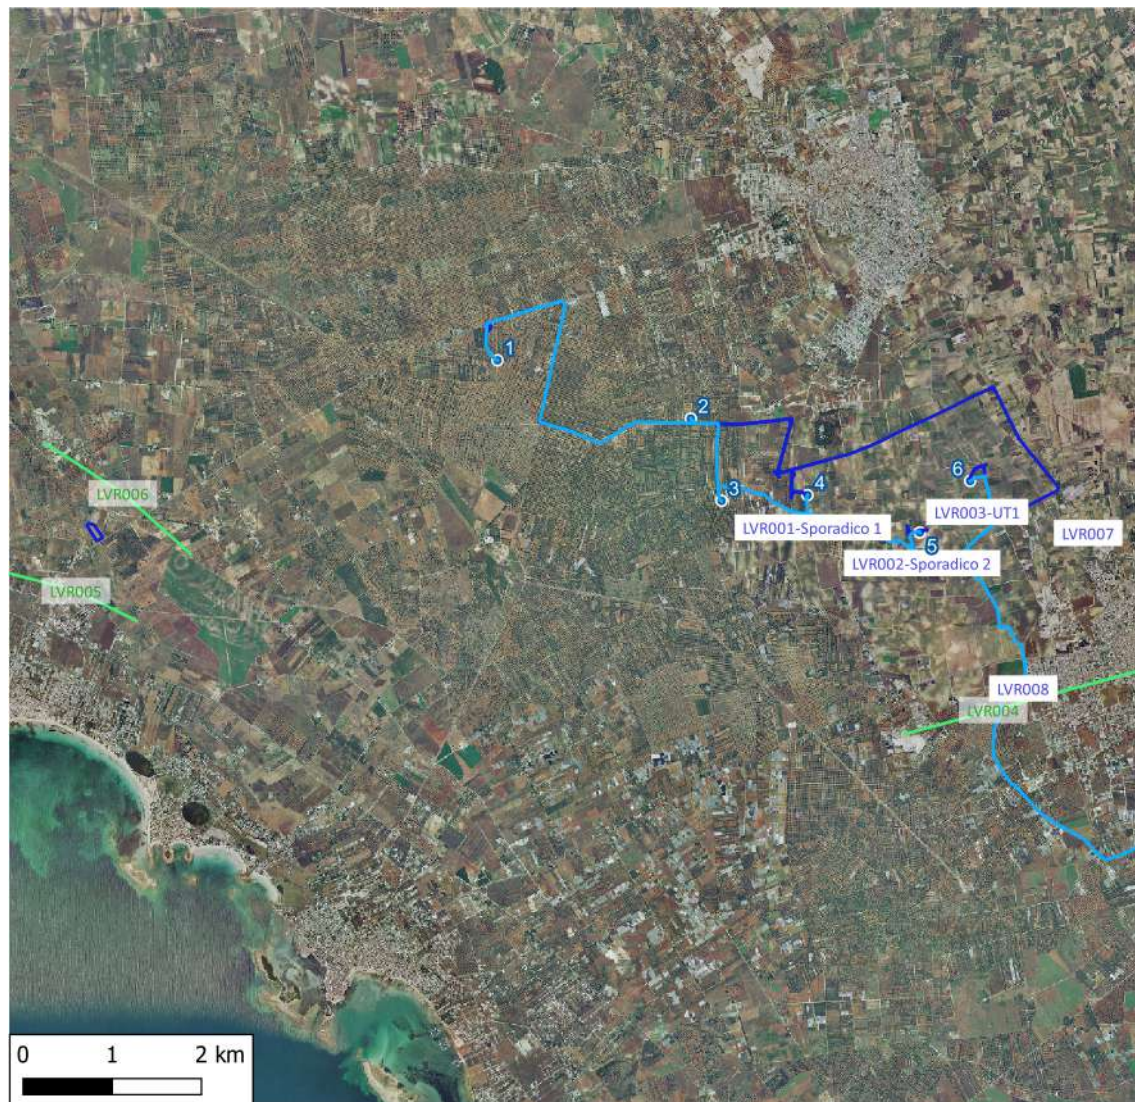 1
2
6
3
4
LVR006
LVR003-UT1
LVR001-Sporadico 1
LVR007
5
LVR002-Sporadico 2
LVR005
LVR008
LVR004
0 1 2 km